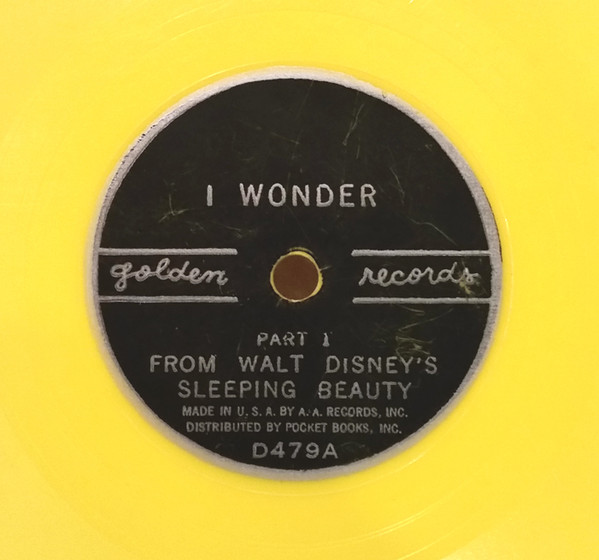 I WONDER
golden records
PART 1
FROM WALT DISNEY'S
SLEEPING BEAUTY
MADE IN U. S. A. BY A.A. RECORDS, INC.
DISTRIBUTED BY POCKET BOOKS, INC.
D479A